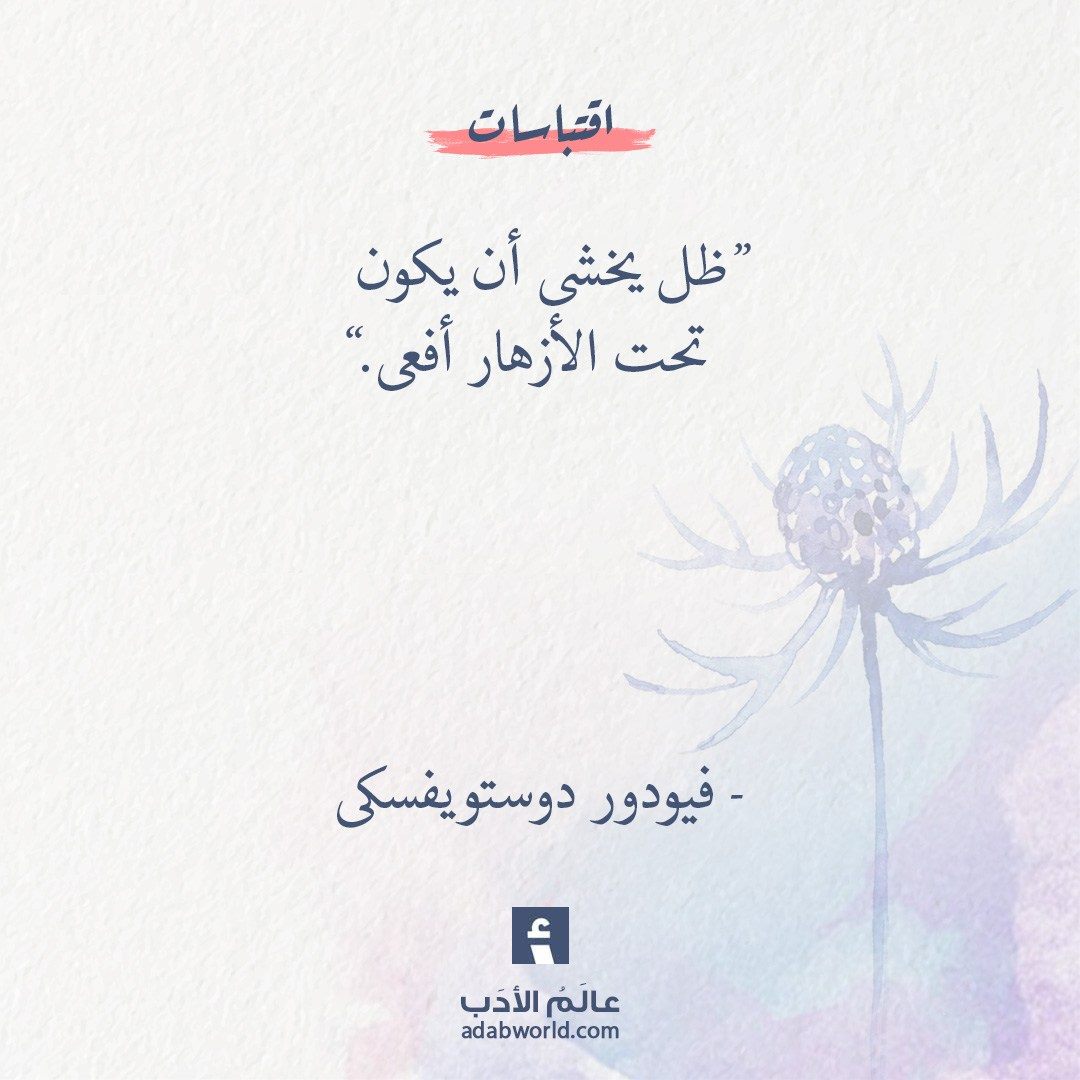 اقتباسات
”ظل يخشى أن يكون
تحت الأزهار أفعى.“
- فيودور دوستويفسكي
أ
عالَمُ الأدَب
adabworld.com